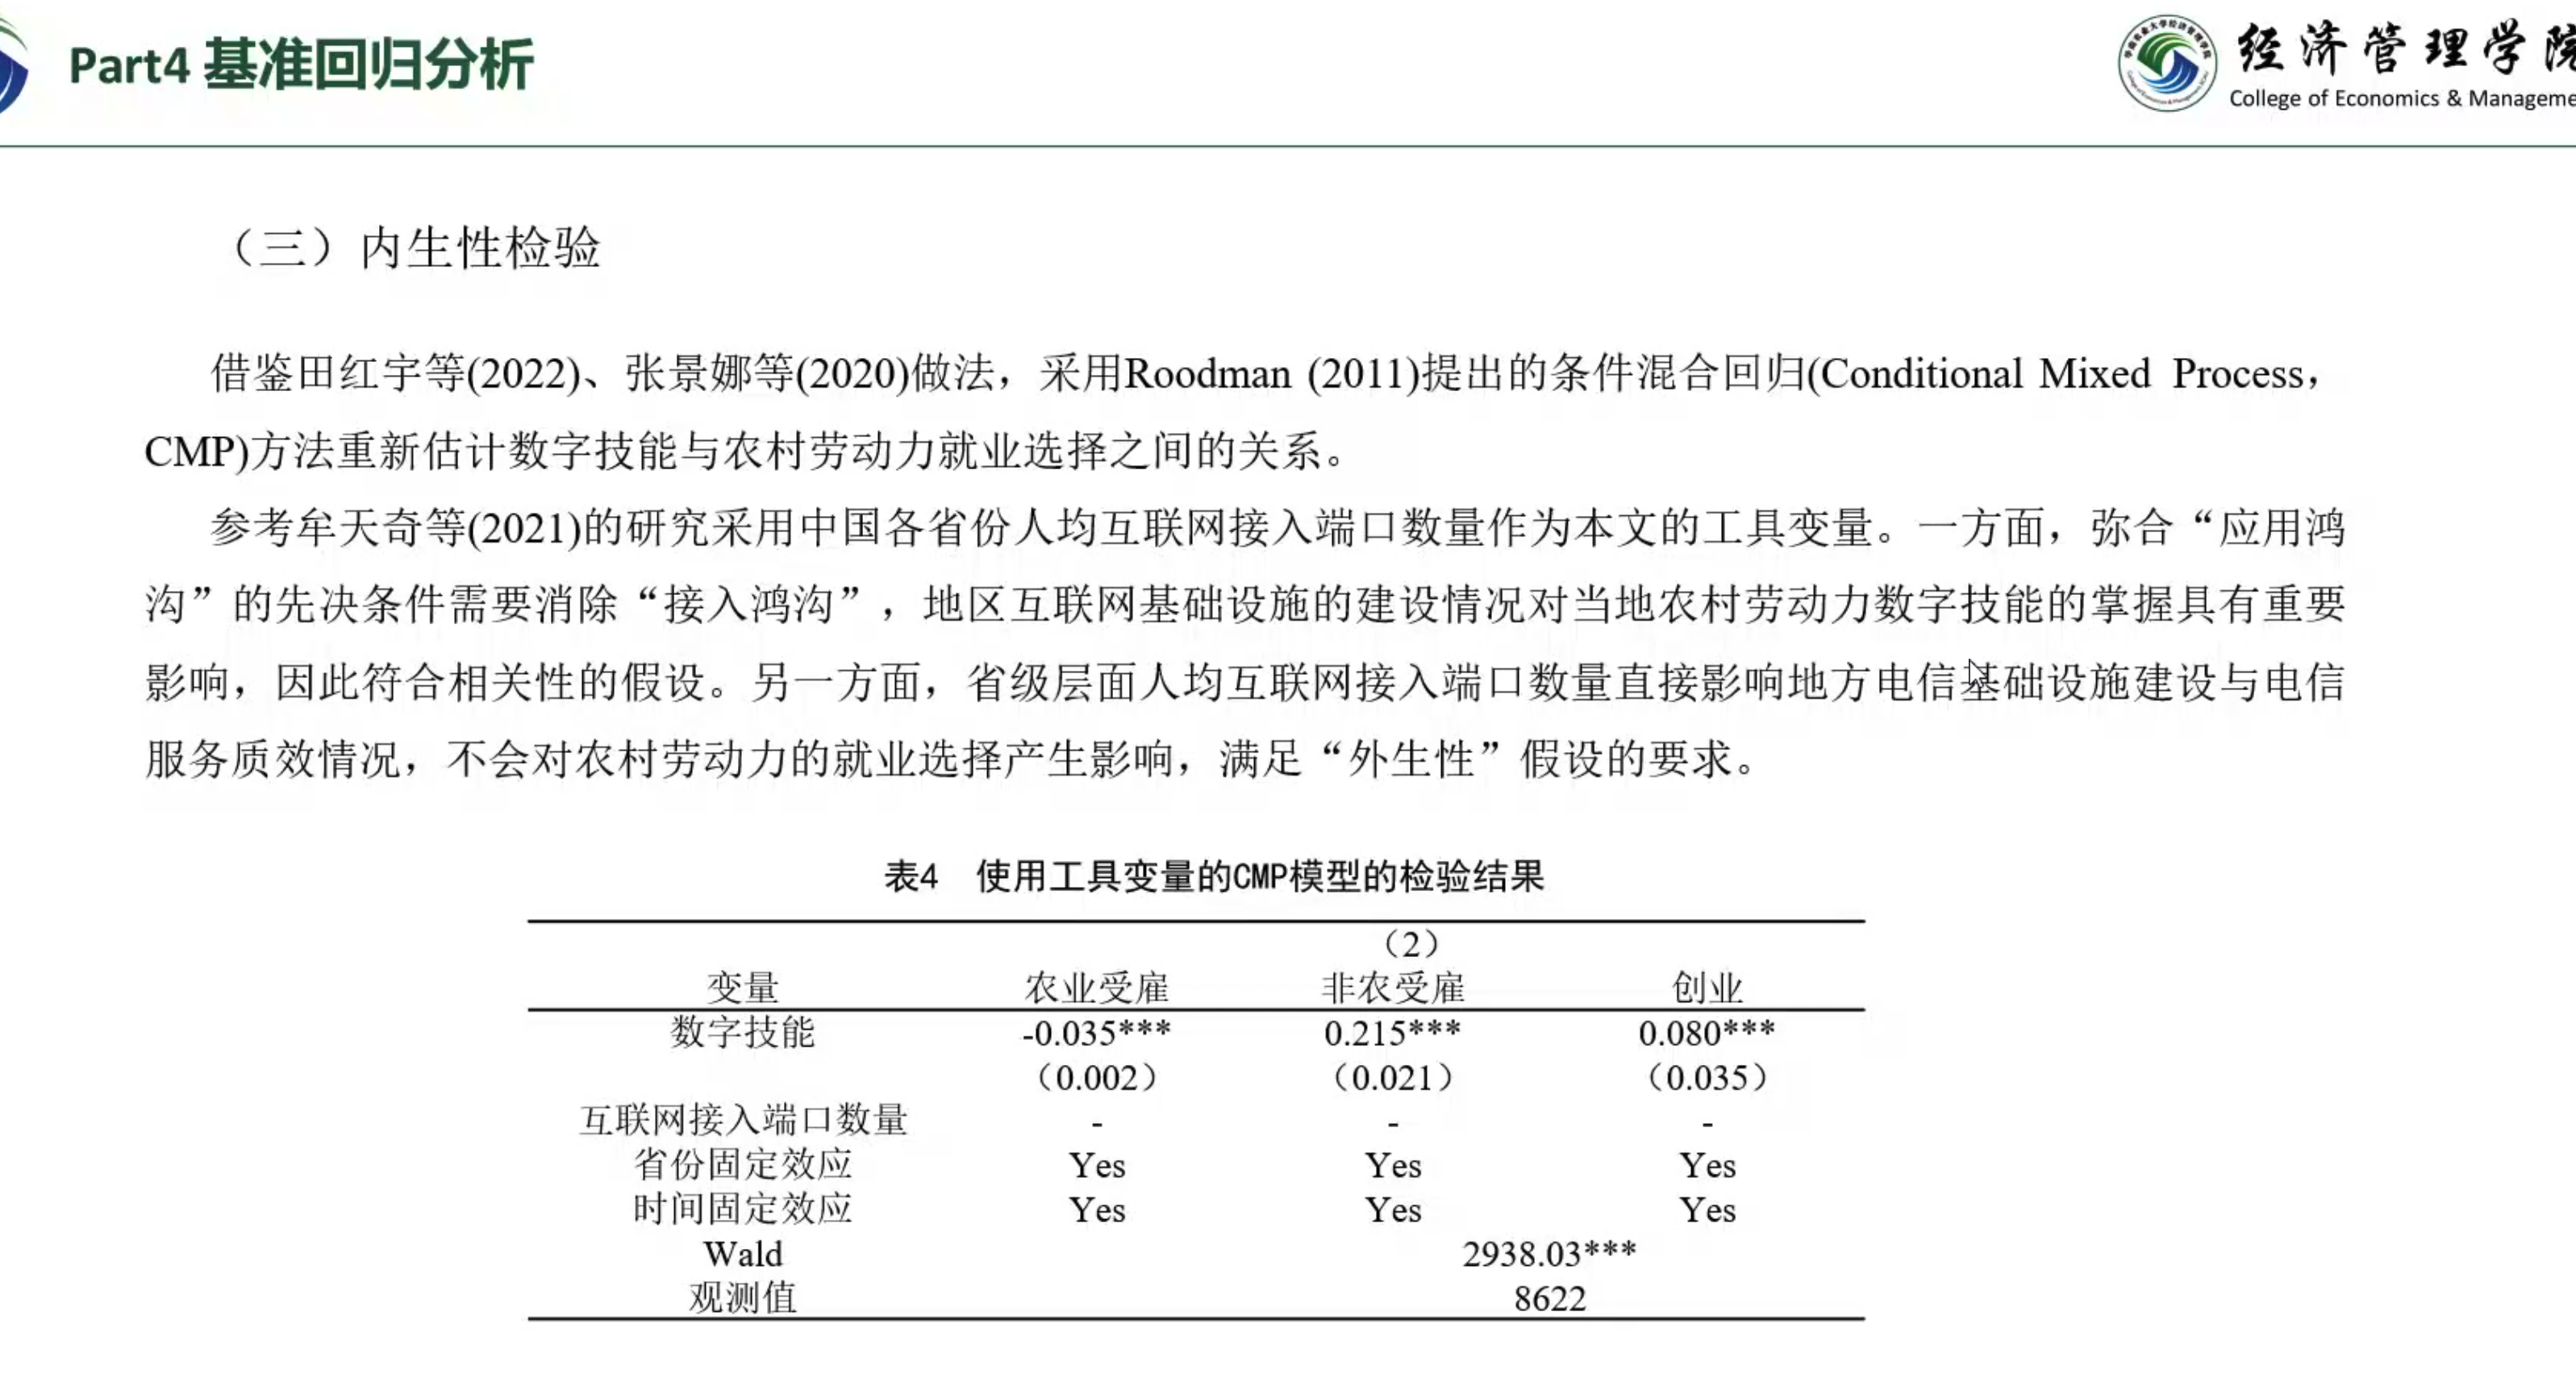 Part4 基准回归分析
经济管理学院
College of Economics & Manageme
（三）内生性检验
借鉴田红宇等(2022)、张景娜等(2020)做法，采用Roodman (2011)提出的条件混合回归(Conditional Mixed Process，
CMP)方法重新估计数字技能与农村劳动力就业选择之间的关系。
参考牟天奇等(2021)的研究采用中国各省份人均互联网接入端口数量作为本文的工具变量。一方面，弥合“应用鸿
沟”的先决条件需要消除“接入鸿沟”，地区互联网基础设施的建设情况对当地农村劳动力数字技能的掌握具有重要
影响，因此符合相关性的假设。另一方面，省级层面人均互联网接入端口数量直接影响地方电信基础设施建设与电信
服务质效情况，不会对农村劳动力的就业选择产生影响，满足“外生性”假设的要求。
表4 使用工具变量的CMP模型的检验结果
（2）
变量 农业受雇 非农受雇 创业
数字技能 -0.035*** 0.215*** 0.080***
（0.002） （0.021） （0.035）
互联网接入端口数量 - - -
省份固定效应 Yes Yes Yes
时间固定效应 Yes Yes Yes
Wald 2938.03***
观测值 8622